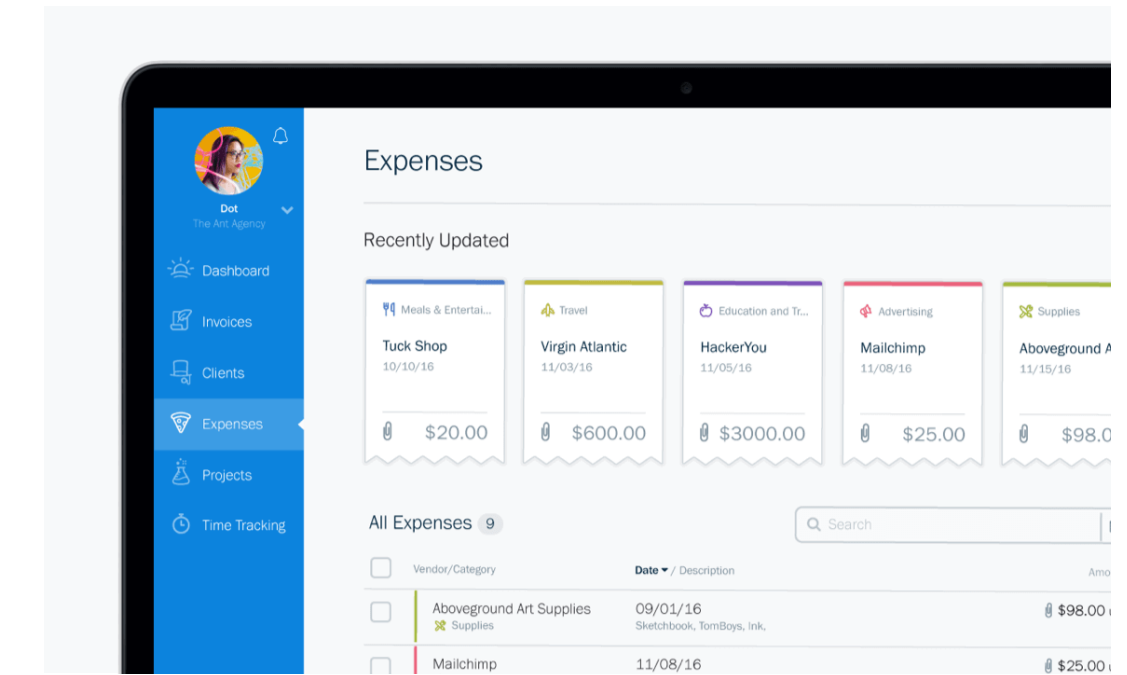 Dot
The Ant Agency
Dashboard
Invoices
Clients
Expenses
Projects
Time Tracking
Expenses
Recently Updated
Meals & Entertai...
Tuck Shop
10/10/16
$20.00
Travel
Virgin Atlantic
11/03/16
$600.00
Education and Tr...
HackerYou
11/05/16
$3000.00
Advertising
Mailchimp
11/08/16
$25.00
Supplies
Aboveground A
11/15/16
$98.0
All Expenses 9
Search
Vendor/Category
Date / Description
Amo
Aboveground Art Supplies
Supplies
09/01/16
Sketchbook, TomBoys, Ink,
$98.00
Mailchimp
11/08/16
$25.00